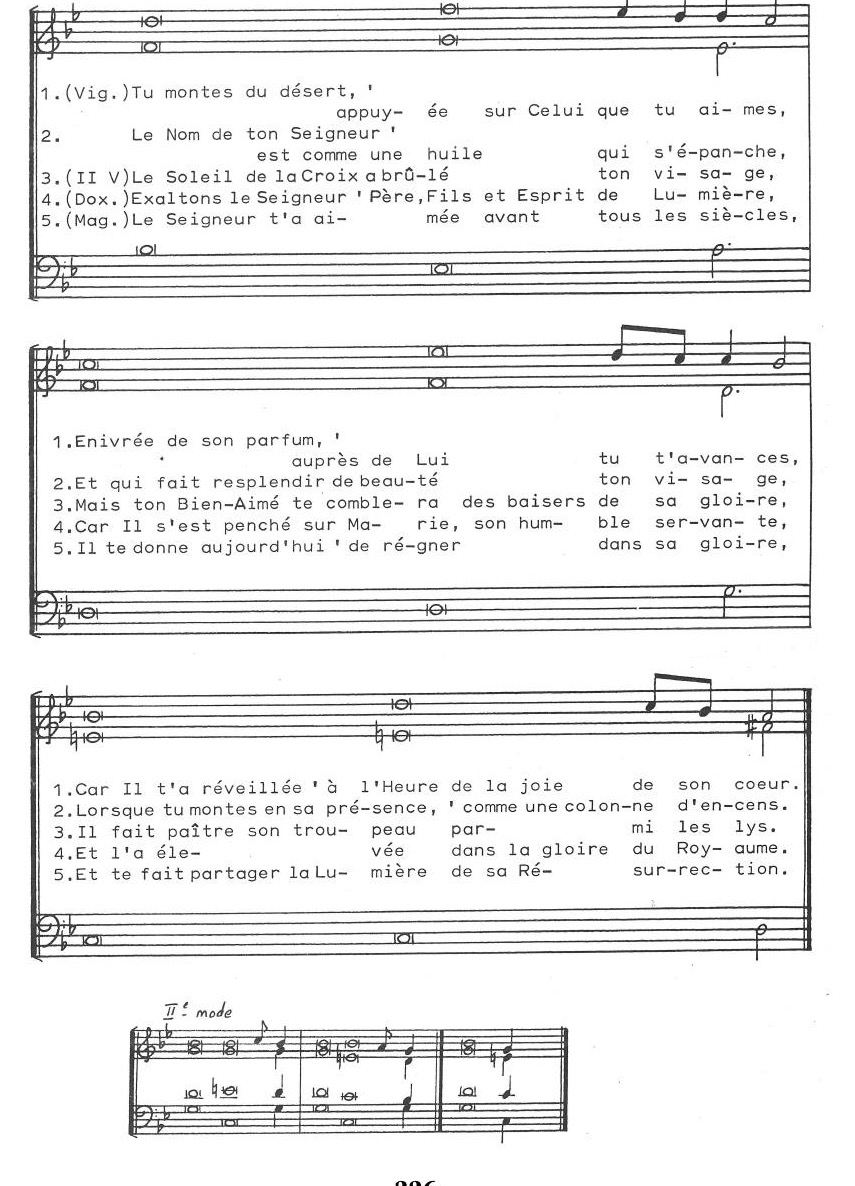 1.(Vig.)Tu montes du désert, '
appuy- ée sur Celui que tu ai- mes,
2. Le Nom de ton Seigneur '
est comme une huile qui s'é-pan-che,
3.(II V)Le Soleil de la Croix ' a brû-lé ton vi- sa- ge,
4.(Dox.)Exaltons le Seigneur ' Père,Fils et Esprit de Lu- miè-re,
5.(Mag.)Le Seigneur t'a ai- mée avant tous les siè-cles,
1.Enivrée de son parfum, '
auprès de Lui tu t'a-van- ces,
2.Et qui fait resplendir de beau-té ton vi- sa- ge,
3.Mais ton Bien-Aimé te comble- ra des baisers de sa gloi-re,
4.Car Il s'est penché sur Ma- rie, son hum- ble ser-van- te,
5.Il te donne aujourd'hui ' de ré-gner dans sa gloi-re,
1.Car Il t'a réveillée ' à l'Heure de la joie de son coeur.
2.Lorsque tu montes en sa pré-sence, ' comme une colon-ne d'en-cens.
3.Il fait paître son trou- peau par- mi les lys.
4.Et l'a éle- vée dans la gloire du Roy- aume.
5.Et te fait partager la Lu- mière de sa Ré- sur-rec- tion.
IIe mode